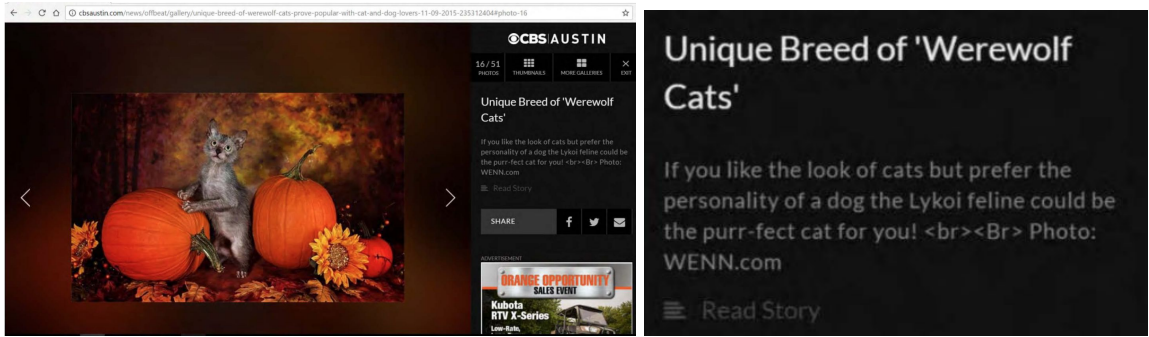 cbsaustin.com/news/offbeat/gallery/unique-breed-of-werewolf-cats-prove-popular-with-cat-and-dog-lovers-11-09-2015-235312404#photo-16
CBS AUSTIN
16/51
PHOTOS
THUMBNAILS
MORE GALLERIES
EXIT
Unique Breed of 'Werewolf
Cats'
If you like the look of cats but prefer the
personality of a dog the Lykoi feline could be
the purr-fect cat for you! <br><Br> Photo:
WENN.com
Read Story
SHARE
ADVERTISEMENT
ORANGE OPPORTUNITY
SALES EVENT
Kubota
RTV X-Series
Low-Rate,
Unique Breed of 'Werewolf
Cats'
If you like the look of cats but prefer the
personality of a dog the Lykoi feline could be
the purr-fect cat for you! <br><Br> Photo:
WENN.com
Read Story